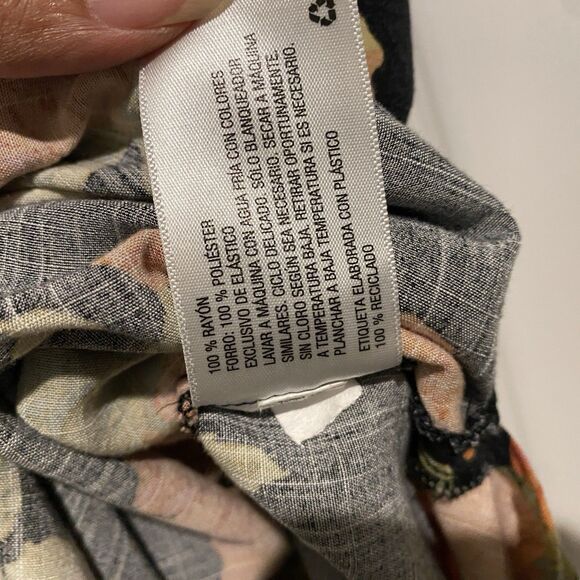 100 % RAYÓN
FORRO: 100 % POLIÉSTER
EXCLUSIVO DE ELÁSTICO
LAVAR A MÁQUINA CON AGUA FRÍA CON COLORES
SIMILARES. CICLO DELICADO. SOLO BLANQUEADOR
SIN CLORO SEGÚN SEA NECESARIO. SECAR A MÁQUINA
A TEMPERATURA BAJA. RETIRAR OPORTUNAMENTE.
PLANCHAR A BAJA TEMPERATURA SI ES NECESARIO.
ETIQUETA ELABORADA CON PLÁSTICO
100 % RECICLADO